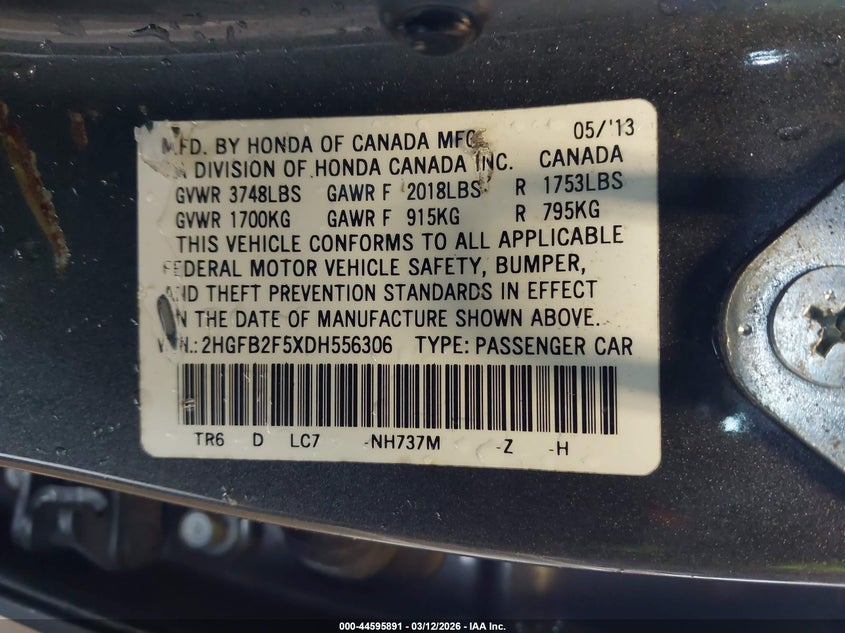 MFD. BY HONDA OF CANADA MFG. 05/'13
A DIVISION OF HONDA CANADA INC. CANADA
GVWR 3748LBS GAWR F 2018LBS R 1753LBS
GVWR 1700KG GAWR F 915KG R 795KG
THIS VEHICLE CONFORMS TO ALL APPLICABLE
FEDERAL MOTOR VEHICLE SAFETY, BUMPER,
AND THEFT PREVENTION STANDARDS IN EFFECT
ON THE DATE OF MANUFACTURE SHOWN ABOVE.
V.I.N.: 2HGFB2F5XDH556306 TYPE: PASSENGER CAR
TR6 D LC7 -NH737M -Z -H
000-44595891 | 03/12/2026 – IAA Inc.